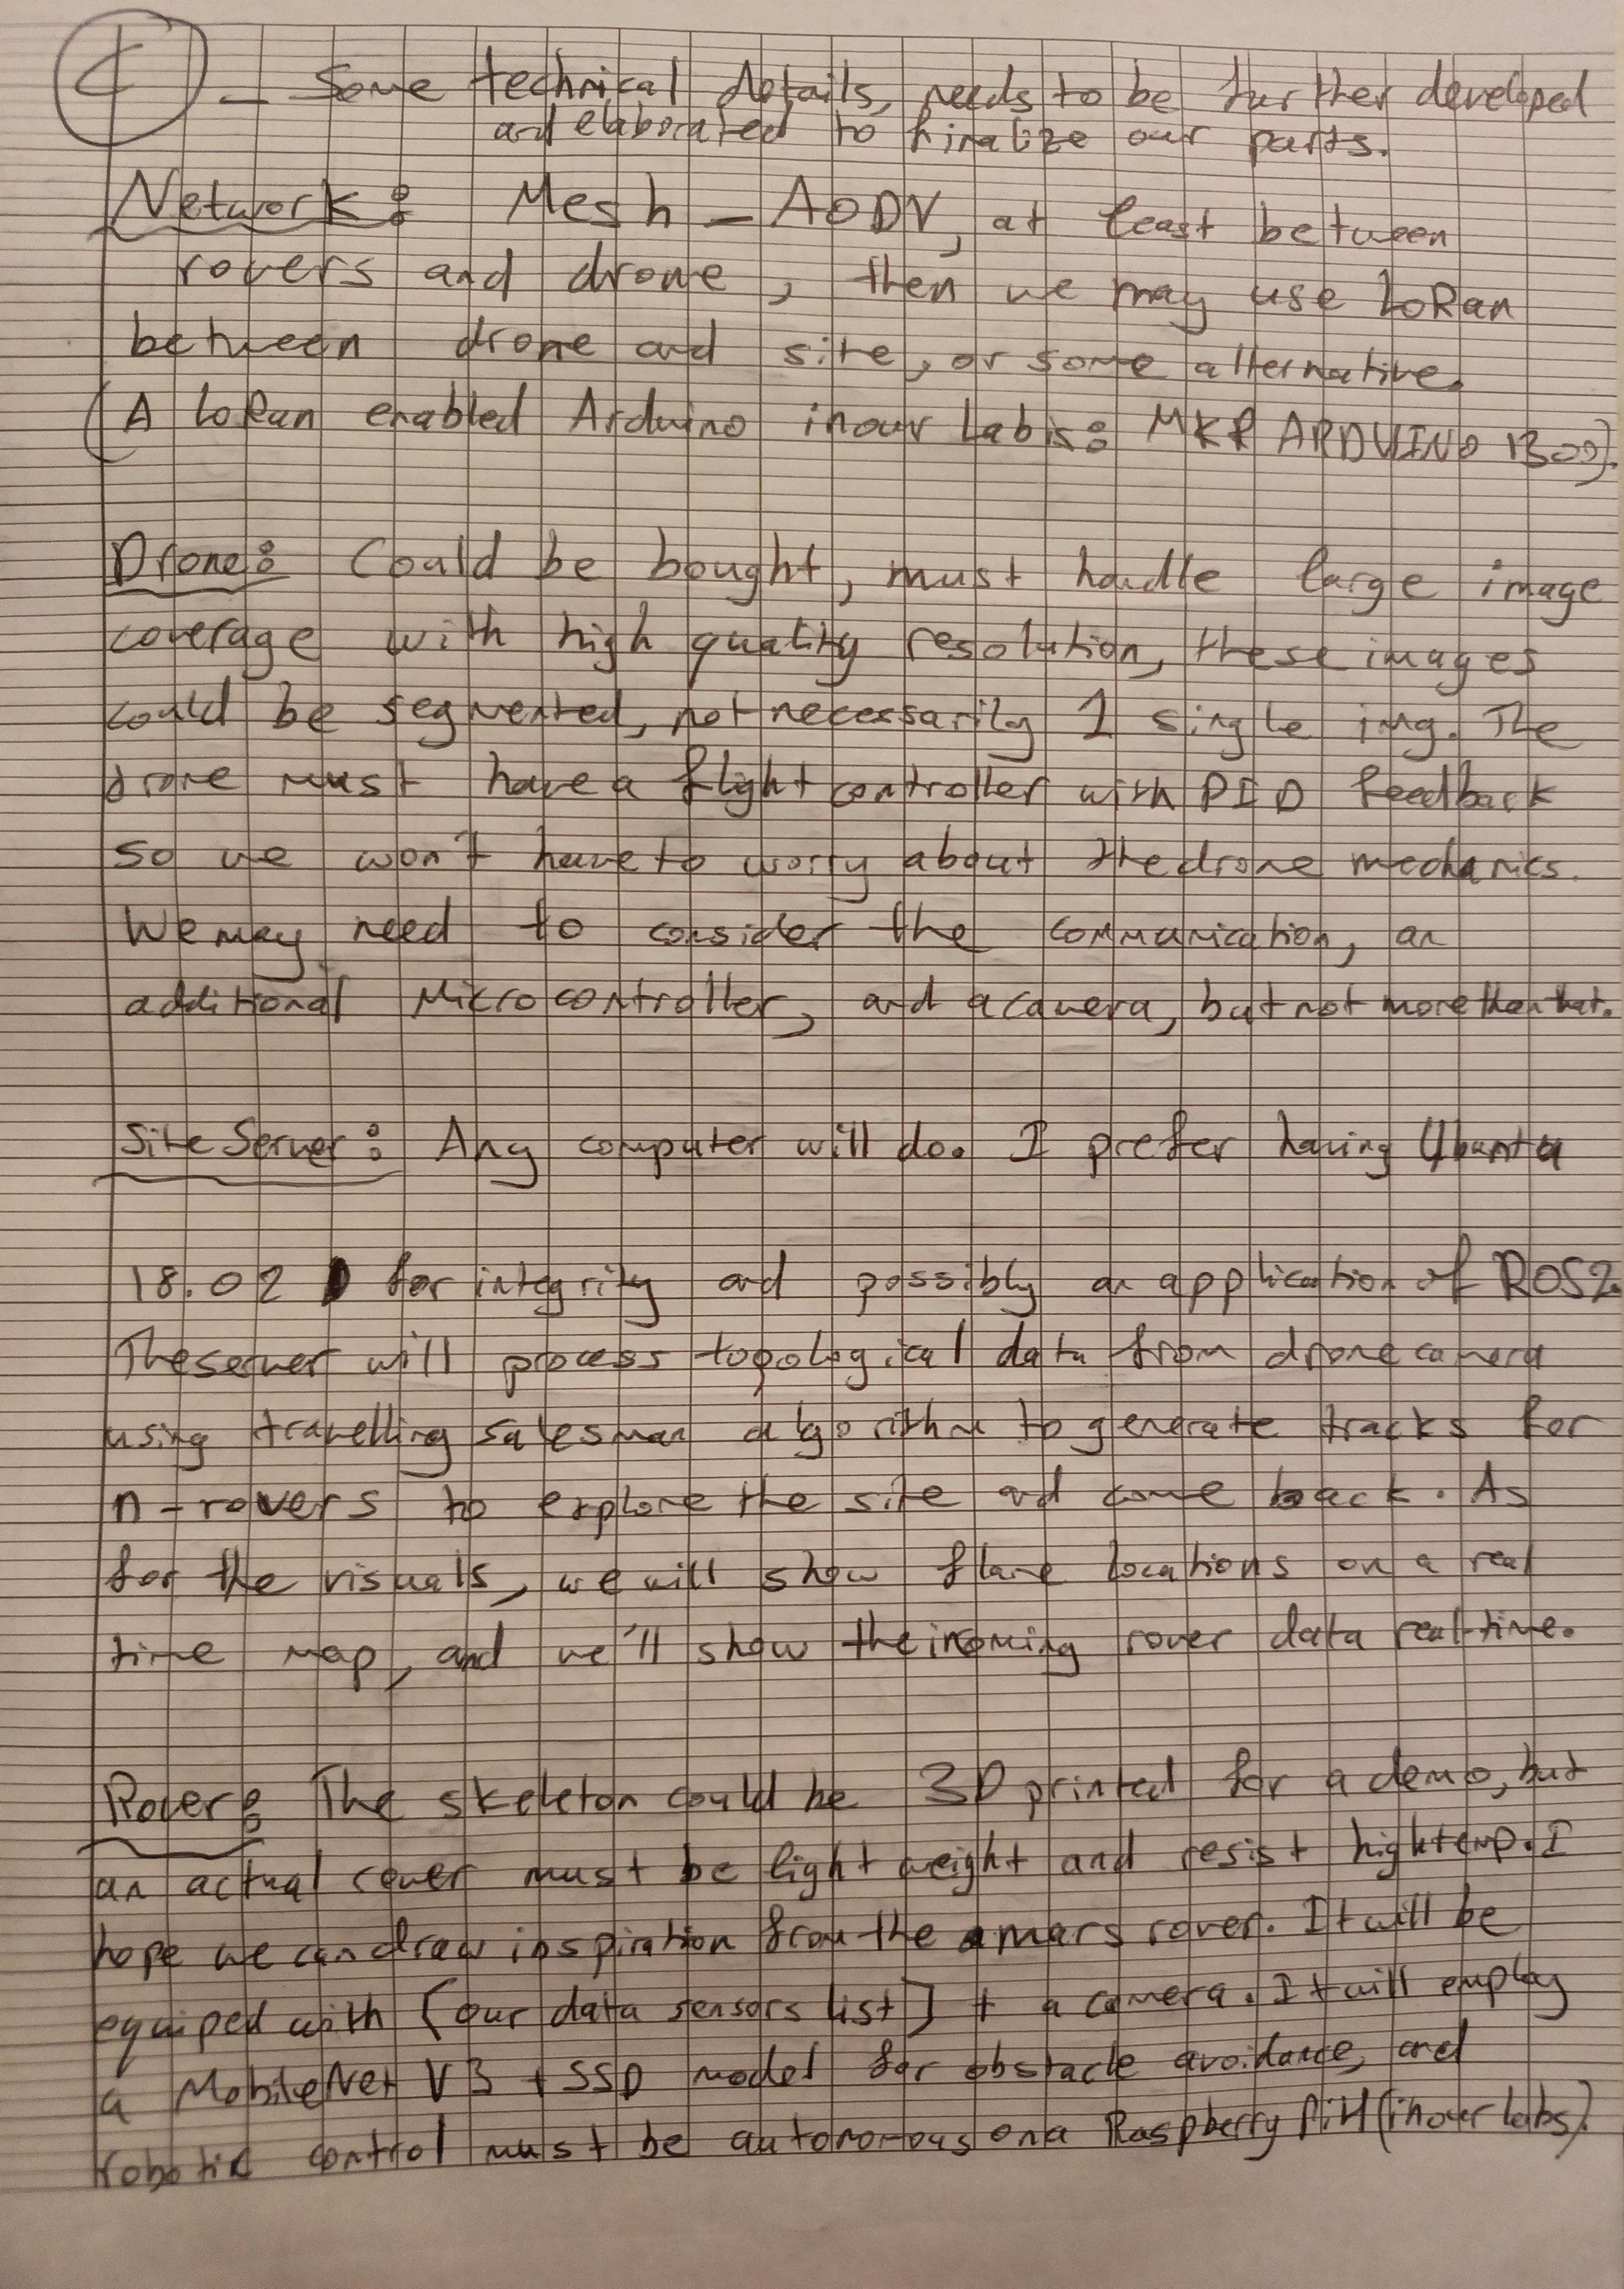 4 - Some technical details, needs to be further developed
and elaborated to finalize our parts.
Network: Mesh - AODV, at least between
rovers and drone, then we may use LoRan
between drone and site, or some alternative.
(A LoRan enabled Arduino in our Lab is: MKR ARDUINO 1300).
Drone: Could be bought, must handle large image
coverage with high quality resolution, these images
could be segmented, not necessarily 1 single img. The
drone must have a flight controller with PID feedback
so we won't have to worry about the drone mechanics.
We may need to consider the communication, an
additional Microcontroller, and a camera, but not more than that.
Site Server: Any computer will do. I prefer having Ubuntu
18.02 for integrity and possibly an application of ROS2.
The server will process topological data from drone camera
using travelling salesman algorithm to generate tracks for
n-rovers to explore the site and come back. As
for the visuals, we will show flame locations on a real
time map, and we'll show the incoming rover data real-time.
Rover: The skeleton could be 3D printed for a demo, but
an actual rover must be light weight and resist high temp. I
hope we can draw inspiration from the mars rover. It will be
equiped with [our data sensors list] + a camera. It will employ
a MobileNet V3 + SSD model for obstacle avoidance, and
robotic control must be autonomous on a Raspberry Pi 4 (in our labs).